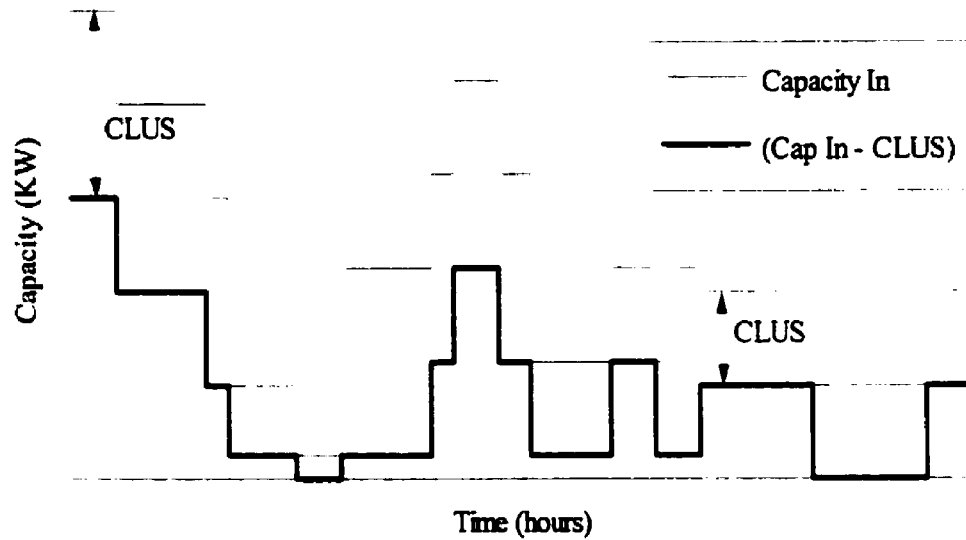 Capacity In
CLUS
(Cap In - CLUS)
Capacity (KW)
CLUS
Time (hours)